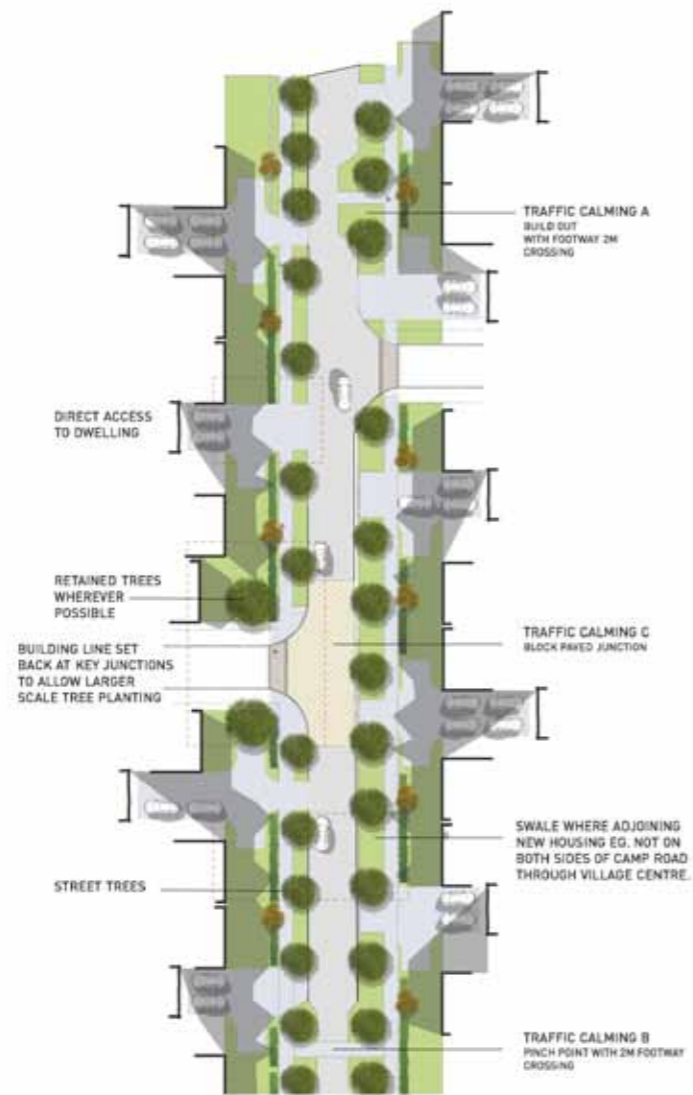 TRAFFIC CALMING A
BUILD OUT
WITH FOOTWAY 2M
CROSSING
DIRECT ACCESS
TO DWELLING
RETAINED TREES
WHEREVER
POSSIBLE
BUILDING LINE SET
BACK AT KEY JUNCTIONS
TO ALLOW LARGER
SCALE TREE PLANTING
TRAFFIC CALMING C
BLOCK PAVED JUNCTION
SWALE WHERE ADJOINING
NEW HOUSING EG. NOT ON
BOTH SIDES OF CAMP ROAD
THROUGH VILLAGE CENTRE.
STREET TREES
TRAFFIC CALMING B
PINCH POINT WITH 2M FOOTWAY
CROSSING